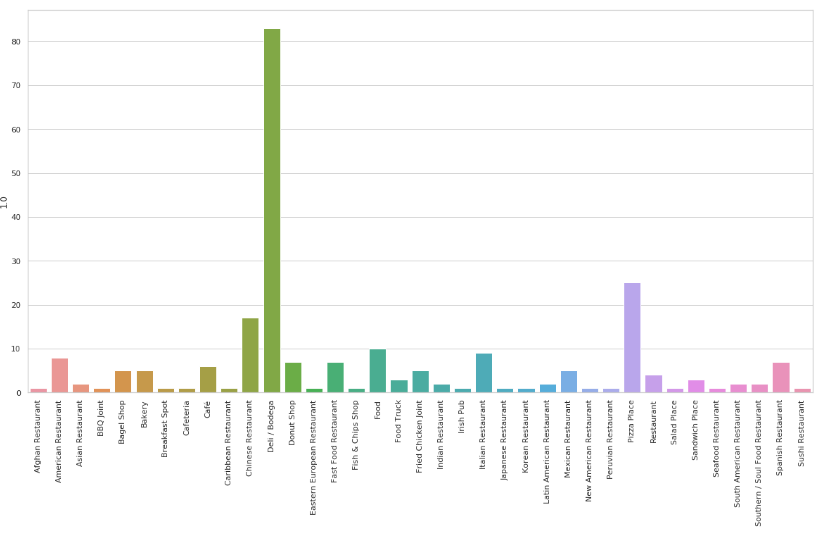 80
70
60
50
40
30
20
10
0
1.0
Afghan Restaurant
American Restaurant
Asian Restaurant
BBQ Joint
Bagel Shop
Bakery
Breakfast Spot
Cafeteria
Café
Caribbean Restaurant
Chinese Restaurant
Deli / Bodega
Donut Shop
Eastern European Restaurant
Fast Food Restaurant
Fish & Chips Shop
Food
Food Truck
Fried Chicken Joint
Indian Restaurant
Irish Pub
Italian Restaurant
Japanese Restaurant
Korean Restaurant
Latin American Restaurant
Mexican Restaurant
New American Restaurant
Peruvian Restaurant
Pizza Place
Restaurant
Salad Place
Sandwich Place
Seafood Restaurant
South American Restaurant
Southern / Soul Food Restaurant
Spanish Restaurant
Sushi Restaurant